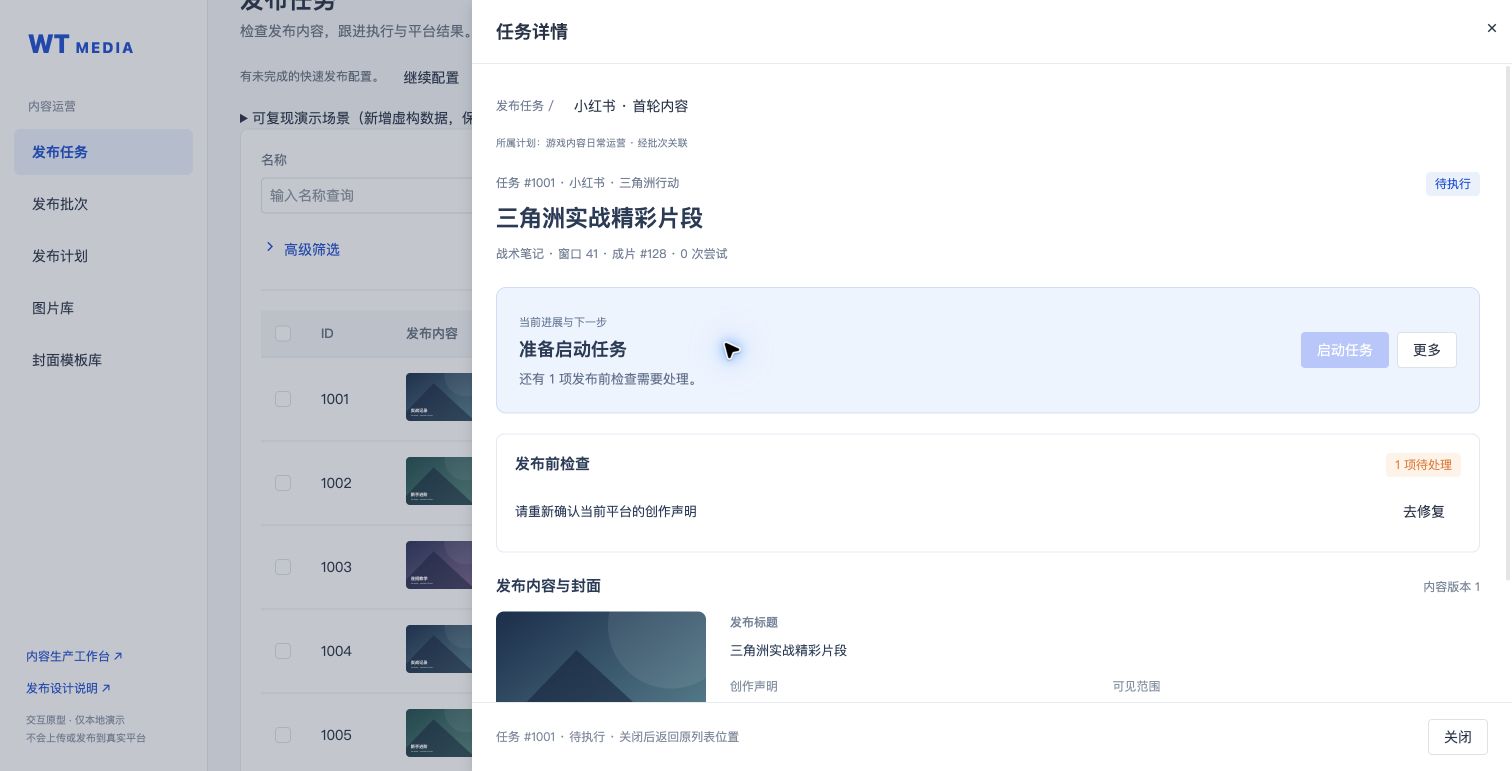 WT MEDIA
内容运营
发布任务
发布批次
发布计划
图片库
封面模板库
内容生产工作台 ↗
发布设计说明 ↗
交互原型 · 仅本地演示
不会上传或发布到真实平台
发布任务
检查发布内容，跟进执行与平台结果。
有未完成的快速发布配置。 继续配置
▶ 可复现演示场景（新增虚构数据，保
名称
输入名称查询
高级筛选
ID 发布内容
1001
1002
1003
1004
1005
任务详情
×
发布任务 / 小红书 · 首轮内容
所属计划：游戏内容日常运营 · 经批次关联
任务 #1001 · 小红书 · 三角洲行动
待执行
三角洲实战精彩片段
战术笔记 · 窗口 41 · 成片 #128 · 0 次尝试
当前进展与下一步
准备启动任务
还有 1 项发布前检查需要处理。
启动任务 更多
发布前检查
1 项待处理
请重新确认当前平台的创作声明
去修复
发布内容与封面
内容版本 1
发布标题
三角洲实战精彩片段
创作声明 可见范围
任务 #1001 · 待执行 · 关闭后返回原列表位置
关闭